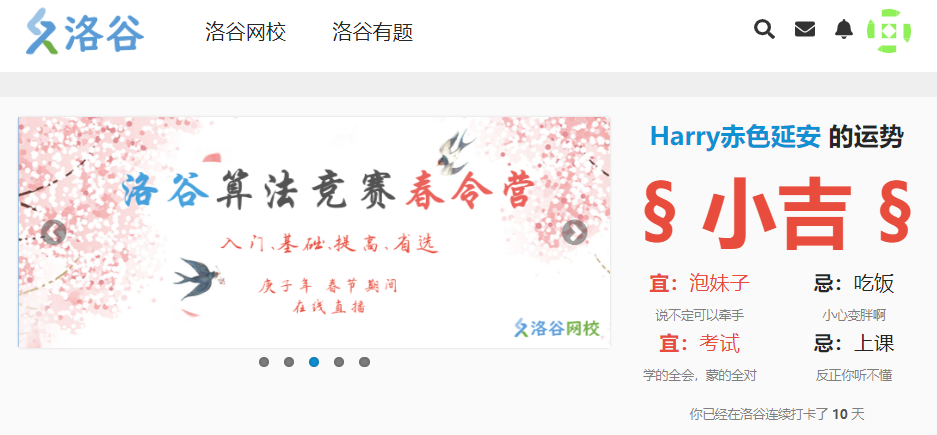 洛谷
洛谷网校
洛谷有题
洛谷算法竞赛春令营
入门、基础、提高、省选
庚子年 春节期间
在线直播
洛谷网校
Harry赤色延安 的运势
§ 小吉 §
宜：泡妹子
忌：吃饭
说不定可以牵手
小心变胖啊
宜：考试
忌：上课
学的全会，蒙的全对
反正你听不懂
你已经在洛谷连续打卡了 10 天